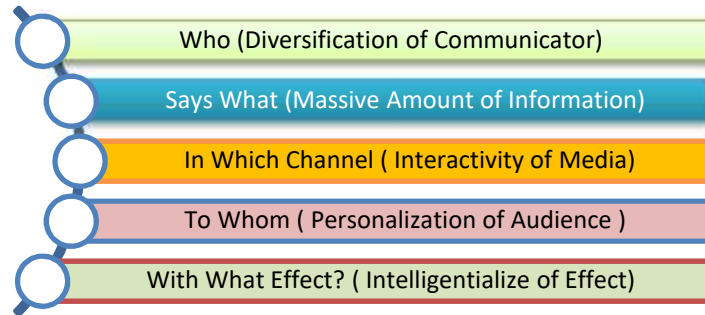 Who (Diversification of Communicator)
Says What (Massive Amount of Information)
In Which Channel ( Interactivity of Media)
To Whom ( Personalization of Audience )
With What Effect? ( Intelligentialize of Effect)